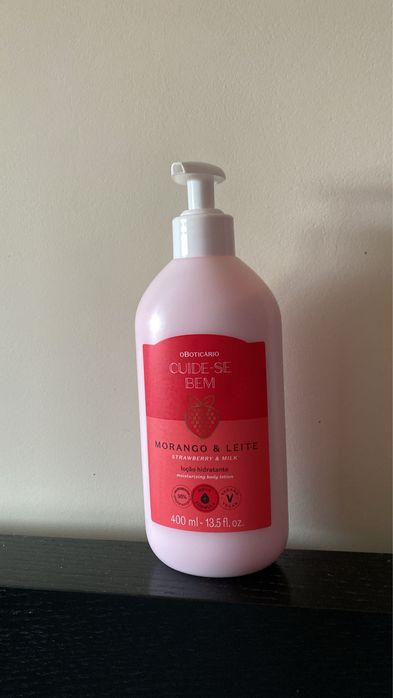 oBOTICÁRIO
CUIDE-SE
BEM
MORANGO & LEITE
STRAWBERRY & MILK
loção hidratante
moisturizing body lotion
400 ml - 13.5 fl. oz.